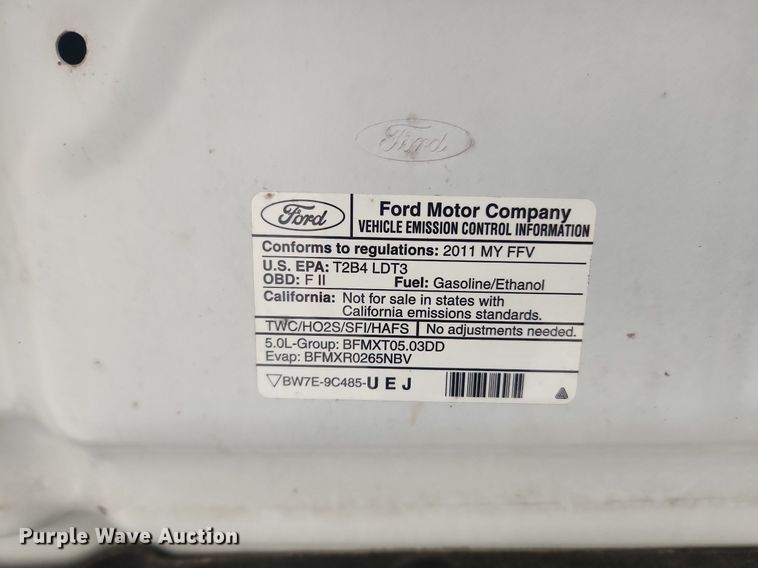 Ford
Ford
Ford Motor Company
VEHICLE EMISSION CONTROL INFORMATION
Conforms to regulations: 2011 MY FFV
U.S. EPA: T2B4 LDT3
OBD: F II Fuel: Gasoline/Ethanol
California: Not for sale in states with
California emissions standards.
TWC/HO2S/SFI/HAFS No adjustments needed.
5.0L-Group: BFMXT05.03DD
Evap: BFMXR0265NBV
BW7E-9C485-U E J
Purple Wave Auction